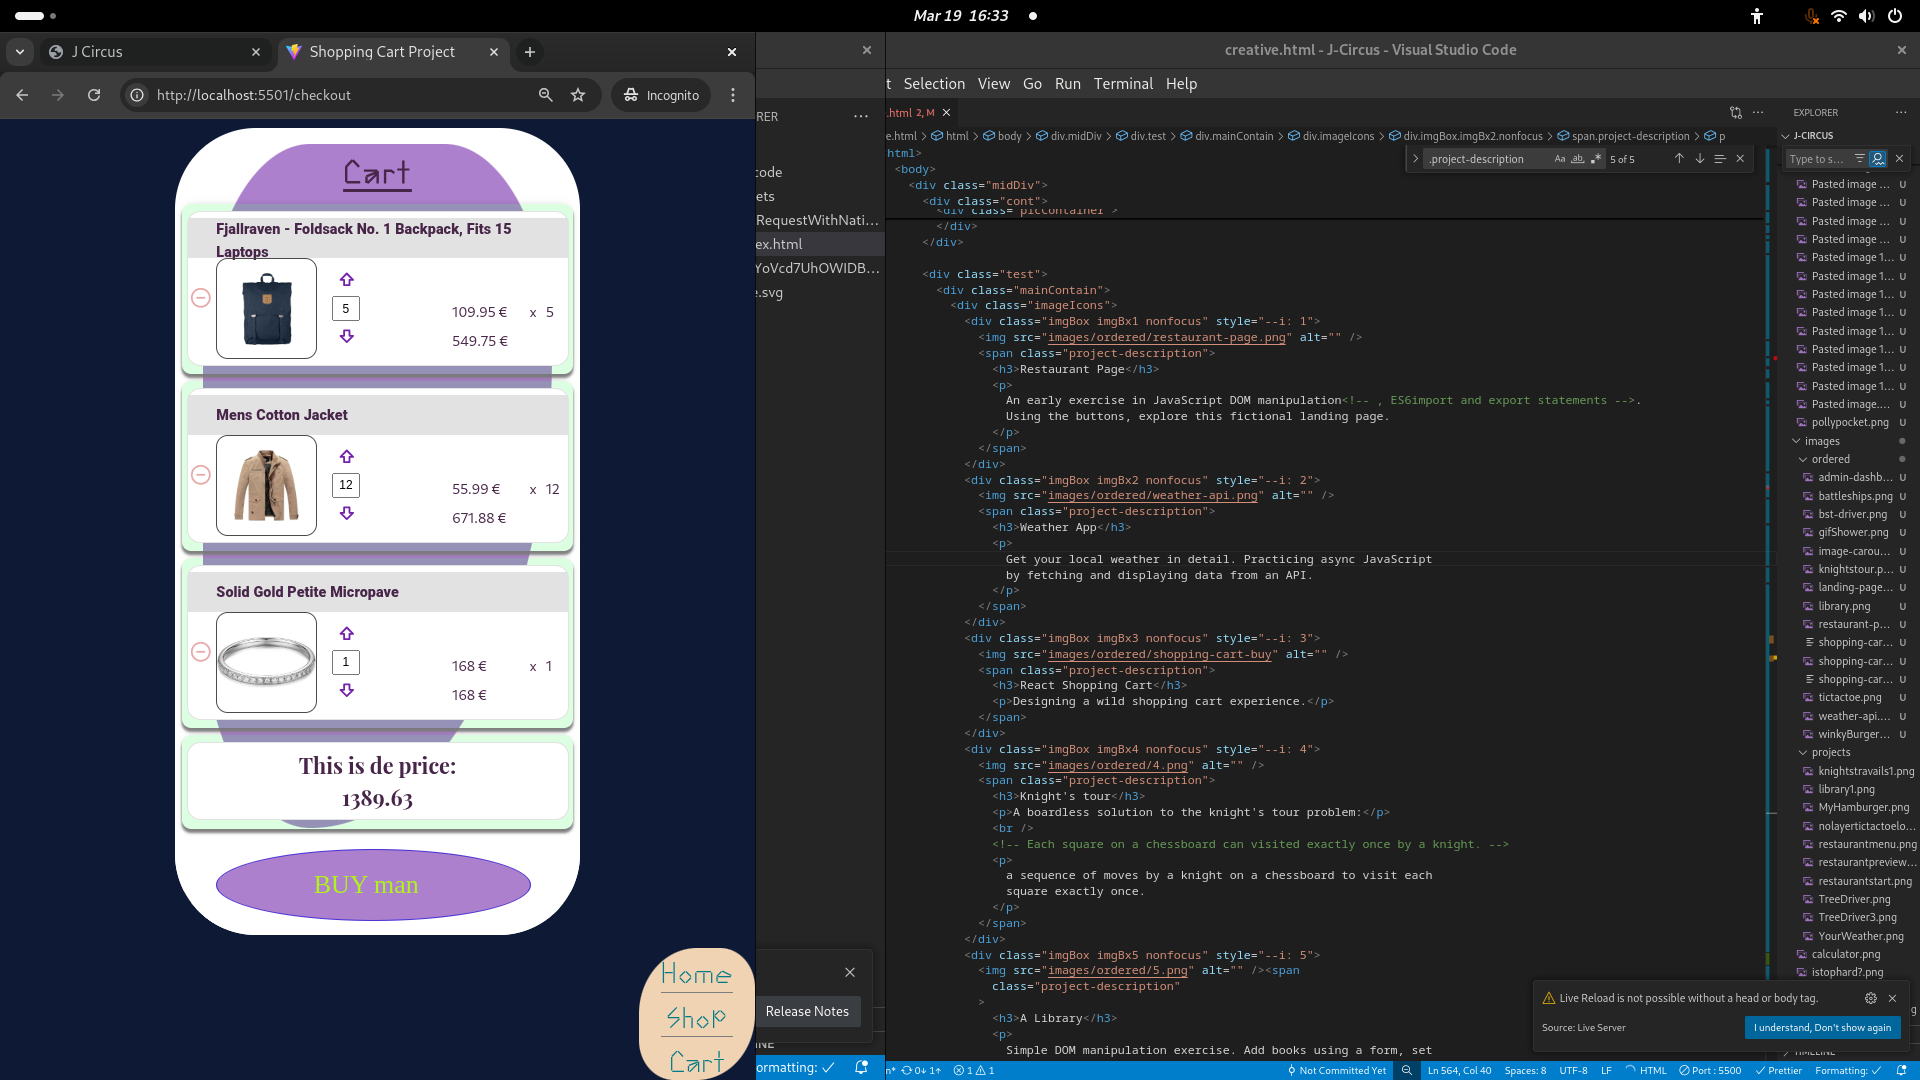 Mar 19 16:33
J Circus
Shopping Cart Project
http://localhost:5501/checkout
Incognito
Cart
Fjallraven - Foldsack No. 1 Backpack, Fits 15
Laptops
5
109.95 € x 5
549.75 €
Mens Cotton Jacket
12
55.99 € x 12
671.88 €
Solid Gold Petite Micropave
1
168 € x 1
168 €
This is de price:
1389.63
BUY man
Home
Shop
Cart
RER
code
ets
RequestWithNati...
ex.html
YoVcd7UhOWIDB...
e.svg
Release Notes
INE
ormatting:
creative.html - J-Circus - Visual Studio Code
t Selection View Go Run Terminal Help
.html 2, M
e.html > html > body > div.midDiv > div.test > div.mainContain > div.imageIcons > div.imgBox.imgBx2.nonfocus > span.project-description > p
.project-description
Aa ab .*
5 of 5
html>
<body>
<div class="midDiv">
<div class="cont">
<div class="picContainer">
</div>
</div>
<div class="test">
<div class="mainContain">
<div class="imageIcons">
<div class="imgBox imgBx1 nonfocus" style="--i: 1">
<img src="images/ordered/restaurant-page.png" alt="" />
<span class="project-description">
<h3>Restaurant Page</h3>
<p>
An early exercise in JavaScript DOM manipulation<!-- , ES6import and export statements -->.
Using the buttons, explore this fictional landing page.
</p>
</span>
</div>
<div class="imgBox imgBx2 nonfocus" style="--i: 2">
<img src="images/ordered/weather-api.png" alt="" />
<span class="project-description">
<h3>Weather App</h3>
<p>
Get your local weather in detail. Practicing async JavaScript
by fetching and displaying data from an API.
</p>
</span>
</div>
<div class="imgBox imgBx3 nonfocus" style="--i: 3">
<img src="images/ordered/shopping-cart-buy" alt="" />
<span class="project-description">
<h3>React Shopping Cart</h3>
<p>Designing a wild shopping cart experience.</p>
</span>
</div>
<div class="imgBox imgBx4 nonfocus" style="--i: 4">
<img src="images/ordered/4.png" alt="" />
<span class="project-description">
<h3>Knight's tour</h3>
<p>A boardless solution to the knight's tour problem:</p>
<br />
<!-- Each square on a chessboard can visited exactly once by a knight. -->
<p>
a sequence of moves by a knight on a chessboard to visit each
square exactly once.
</p>
</span>
</div>
<div class="imgBox imgBx5 nonfocus" style="--i: 5">
<img src="images/ordered/5.png" alt="" /><span
class="project-description"
>
<h3>A Library</h3>
<p>
Simple DOM manipulation exercise. Add books using a form, set
EXPLORER
J-CIRCUS
Type to s...
Pasted image ... U
Pasted image ... U
Pasted image ... U
Pasted image ... U
Pasted image 1... U
Pasted image 1... U
Pasted image 1... U
Pasted image 1... U
Pasted image 1... U
Pasted image 1... U
Pasted image 1... U
Pasted image 1... U
Pasted image.... U
pollypocket.png U
images
ordered
admin-dashb... U
battleships.png U
bst-driver.png U
gifShower.png U
image-carou... U
knightstour.p... U
landing-page... U
library.png U
restaurant-p... U
shopping-car... U
shopping-car... U
shopping-car... U
tictactoe.png U
weather-api.... U
winkyBurger... U
projects
knightstravails1.png
library1.png
MyHamburger.png
nolayertictactoelo...
restaurantmenu.png
restaurantpreview...
restaurantstart.png
TreeDriver.png
TreeDriver3.png
YourWeather.png
calculator.png
istophard?.png
Live Reload is not possible without a head or body tag.
Source: Live Server
I understand, Don't show again
TIMELINE
n* 0↓ 1↑ 1 1
Not Committed Yet
Ln 564, Col 40 Spaces: 8 UTF-8 LF HTML Port : 5500 Prettier Formatting: